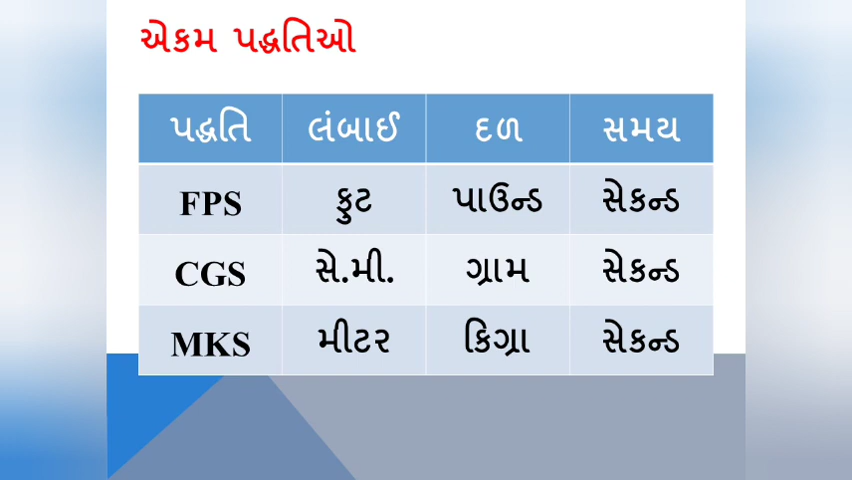 એકમ પદ્ધતિઓ
પદ્ધતિ લંબાઈ દળ સમય
FPS ફુટ પાઉન્ડ સેકન્ડ
CGS સે.મી. ગ્રામ સેકન્ડ
MKS મીટર કિગ્રા સેકન્ડ